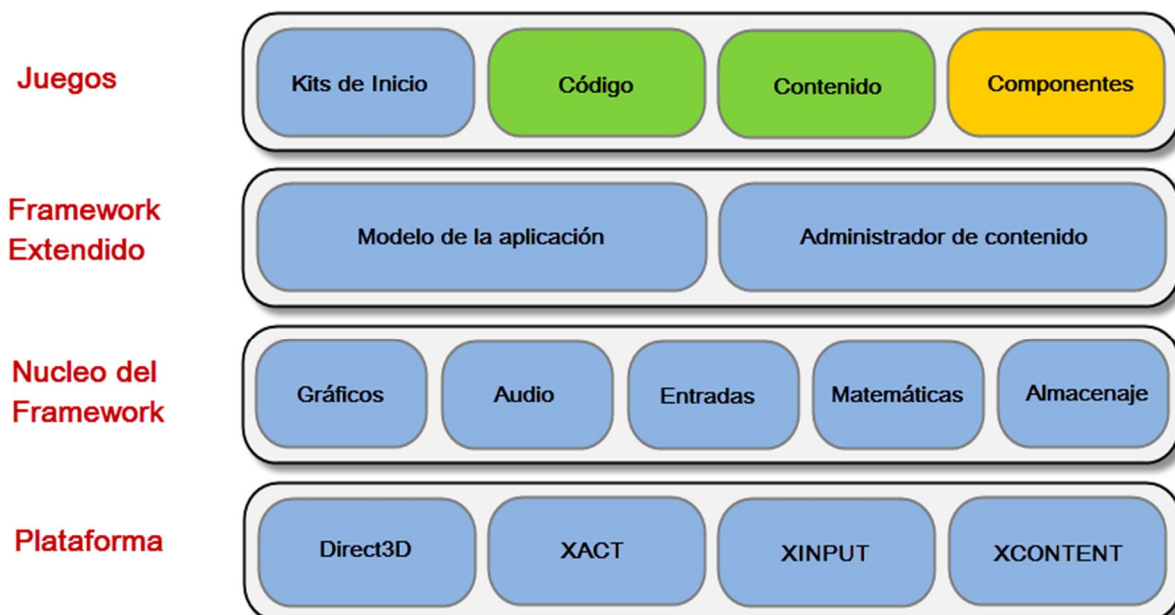 Juegos
Kits de Inicio
Código
Contenido
Componentes
Framework
Extendido
Modelo de la aplicación
Administrador de contenido
Nucleo del
Framework
Gráficos
Audio
Entradas
Matemáticas
Almacenaje
Plataforma
Direct3D
XACT
XINPUT
XCONTENT